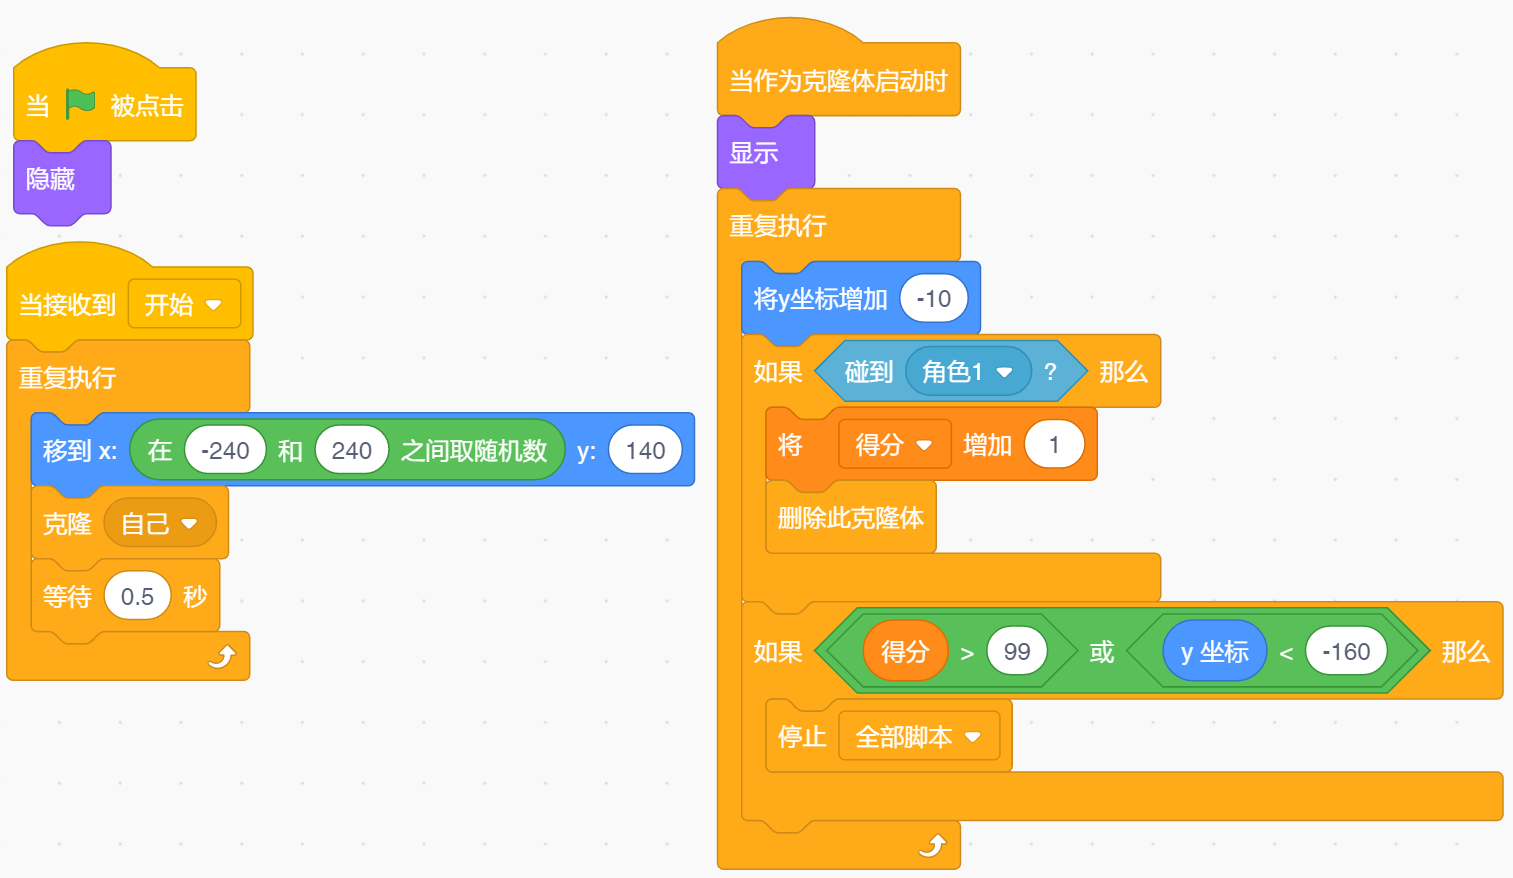 当 被点击
隐藏
当接收到 开始
重复执行
移到 x: 在 -240 和 240 之间取随机数 y: 140
克隆 自己
等待 0.5 秒
当作为克隆体启动时
显示
重复执行
将y坐标增加 -10
如果 碰到 角色1 ? 那么
将 得分 增加 1
删除此克隆体
如果 得分 > 99 或 y 坐标 < -160 那么
停止 全部脚本